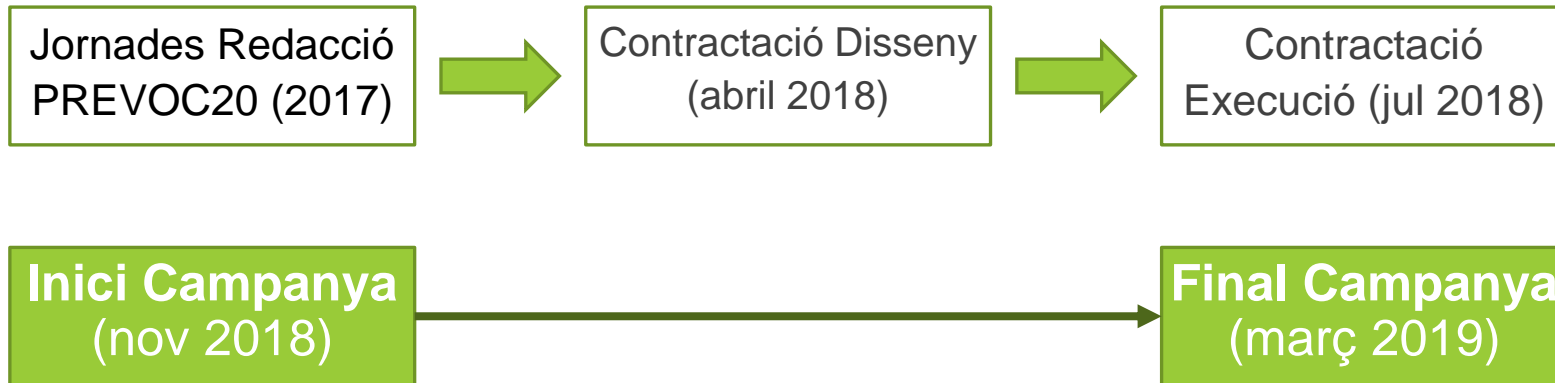 Jornades Redacció
PREVOC20 (2017)
Contractació Disseny
(abril 2018)
Contractació
Execució (jul 2018)
Inici Campanya
(nov 2018)
Final Campanya
(març 2019)